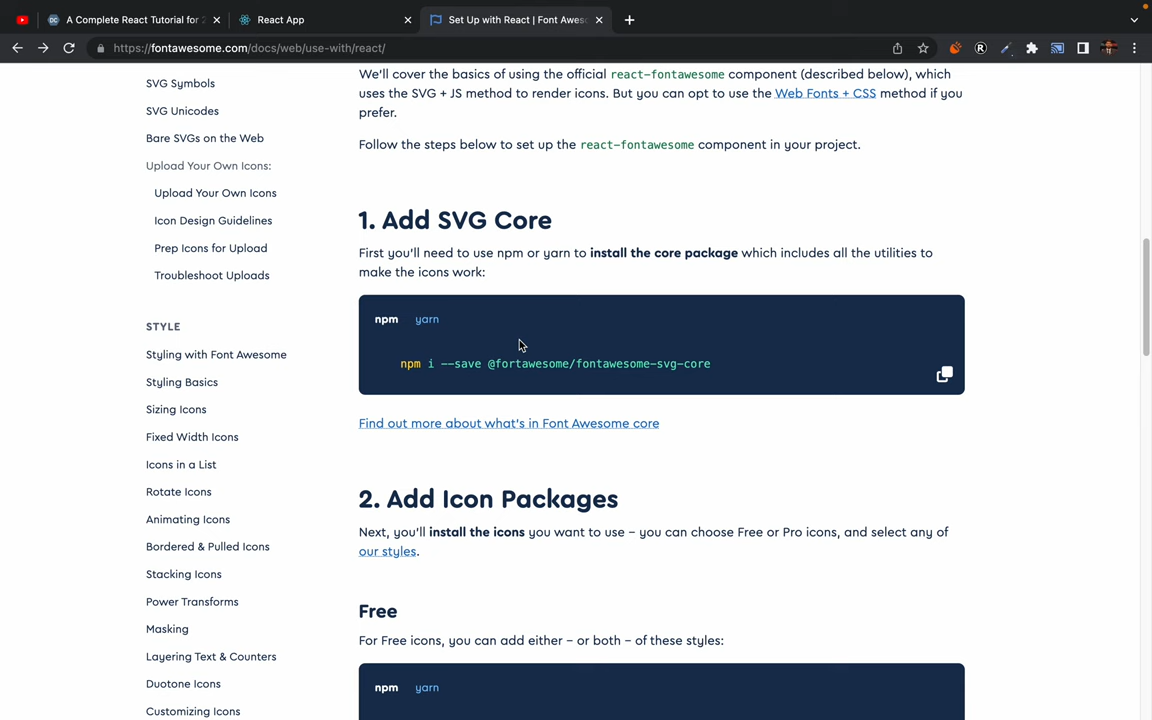 A Complete React Tutorial for 2
React App
Set Up with React | Font Aweso
https://fontawesome.com/docs/web/use-with/react/
SVG Symbols
SVG Unicodes
Bare SVGs on the Web
Upload Your Own Icons:
Upload Your Own Icons
Icon Design Guidelines
Prep Icons for Upload
Troubleshoot Uploads
STYLE
Styling with Font Awesome
Styling Basics
Sizing Icons
Fixed Width Icons
Icons in a List
Rotate Icons
Animating Icons
Bordered & Pulled Icons
Stacking Icons
Power Transforms
Masking
Layering Text & Counters
Duotone Icons
Customizing Icons
We'll cover the basics of using the official react-fontawesome component (described below), which
uses the SVG + JS method to render icons. But you can opt to use the Web Fonts + CSS method if you
prefer.
Follow the steps below to set up the react-fontawesome component in your project.
1. Add SVG Core
First you'll need to use npm or yarn to install the core package which includes all the utilities to
make the icons work:
npm yarn
npm i --save @fortawesome/fontawesome-svg-core
Find out more about what's in Font Awesome core
2. Add Icon Packages
Next, you'll install the icons you want to use – you can choose Free or Pro icons, and select any of
our styles.
Free
For Free icons, you can add either – or both – of these styles:
npm yarn